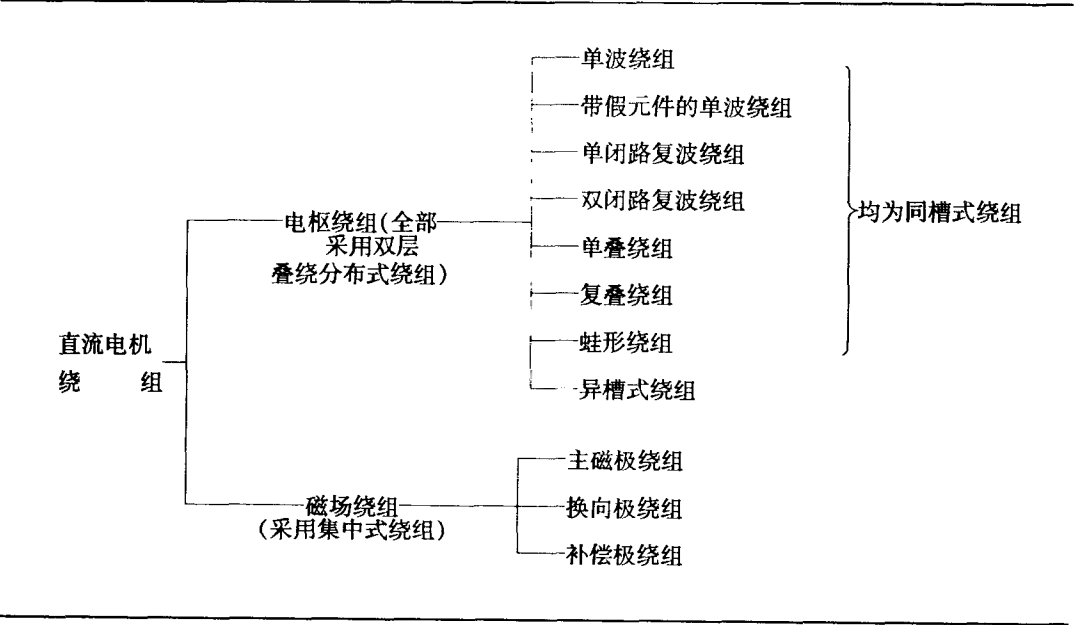 单波绕组
带假元件的单波绕组
单闭路复波绕组
双闭路复波绕组
均为同槽式绕组
电枢绕组(全部
采用双层
叠绕分布式绕组)
单叠绕组
复叠绕组
直流电机
绕 组
蛙形绕组
异槽式绕组
主磁极绕组
磁场绕组
(采用集中式绕组)
换向极绕组
补偿极绕组